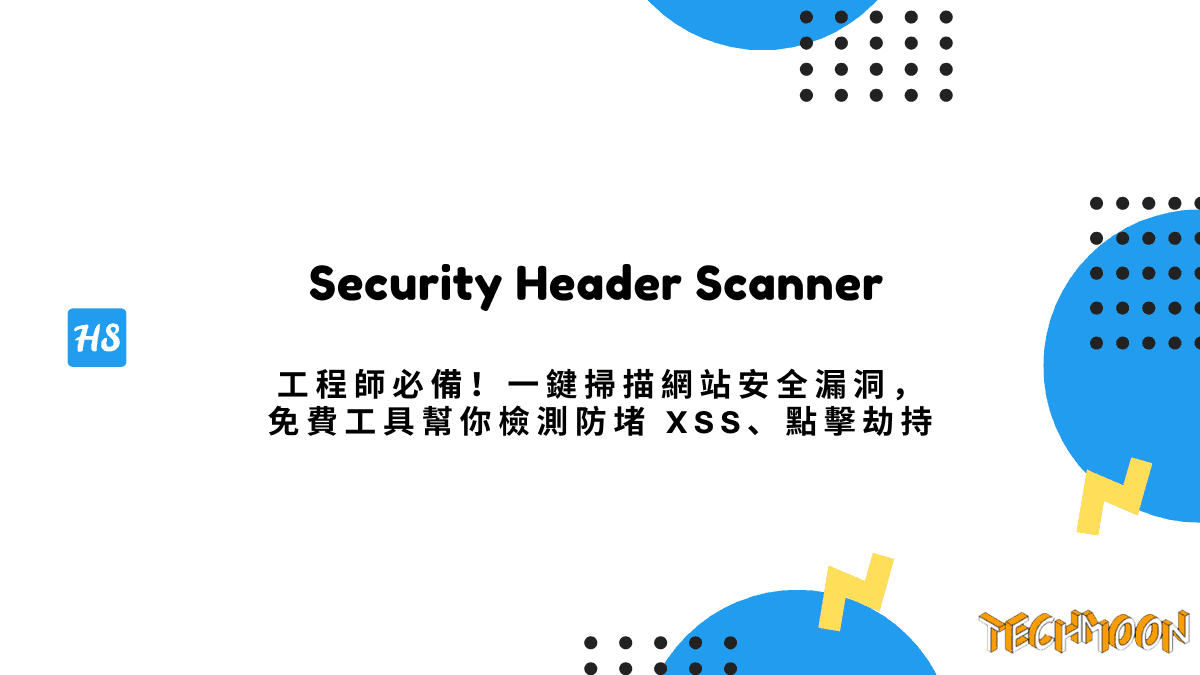 Security Header Scanner
HS
工程師必備！一鍵掃描網站安全漏洞，
免費工具幫你檢測防堵 XSS、點擊劫持
TECHMOON